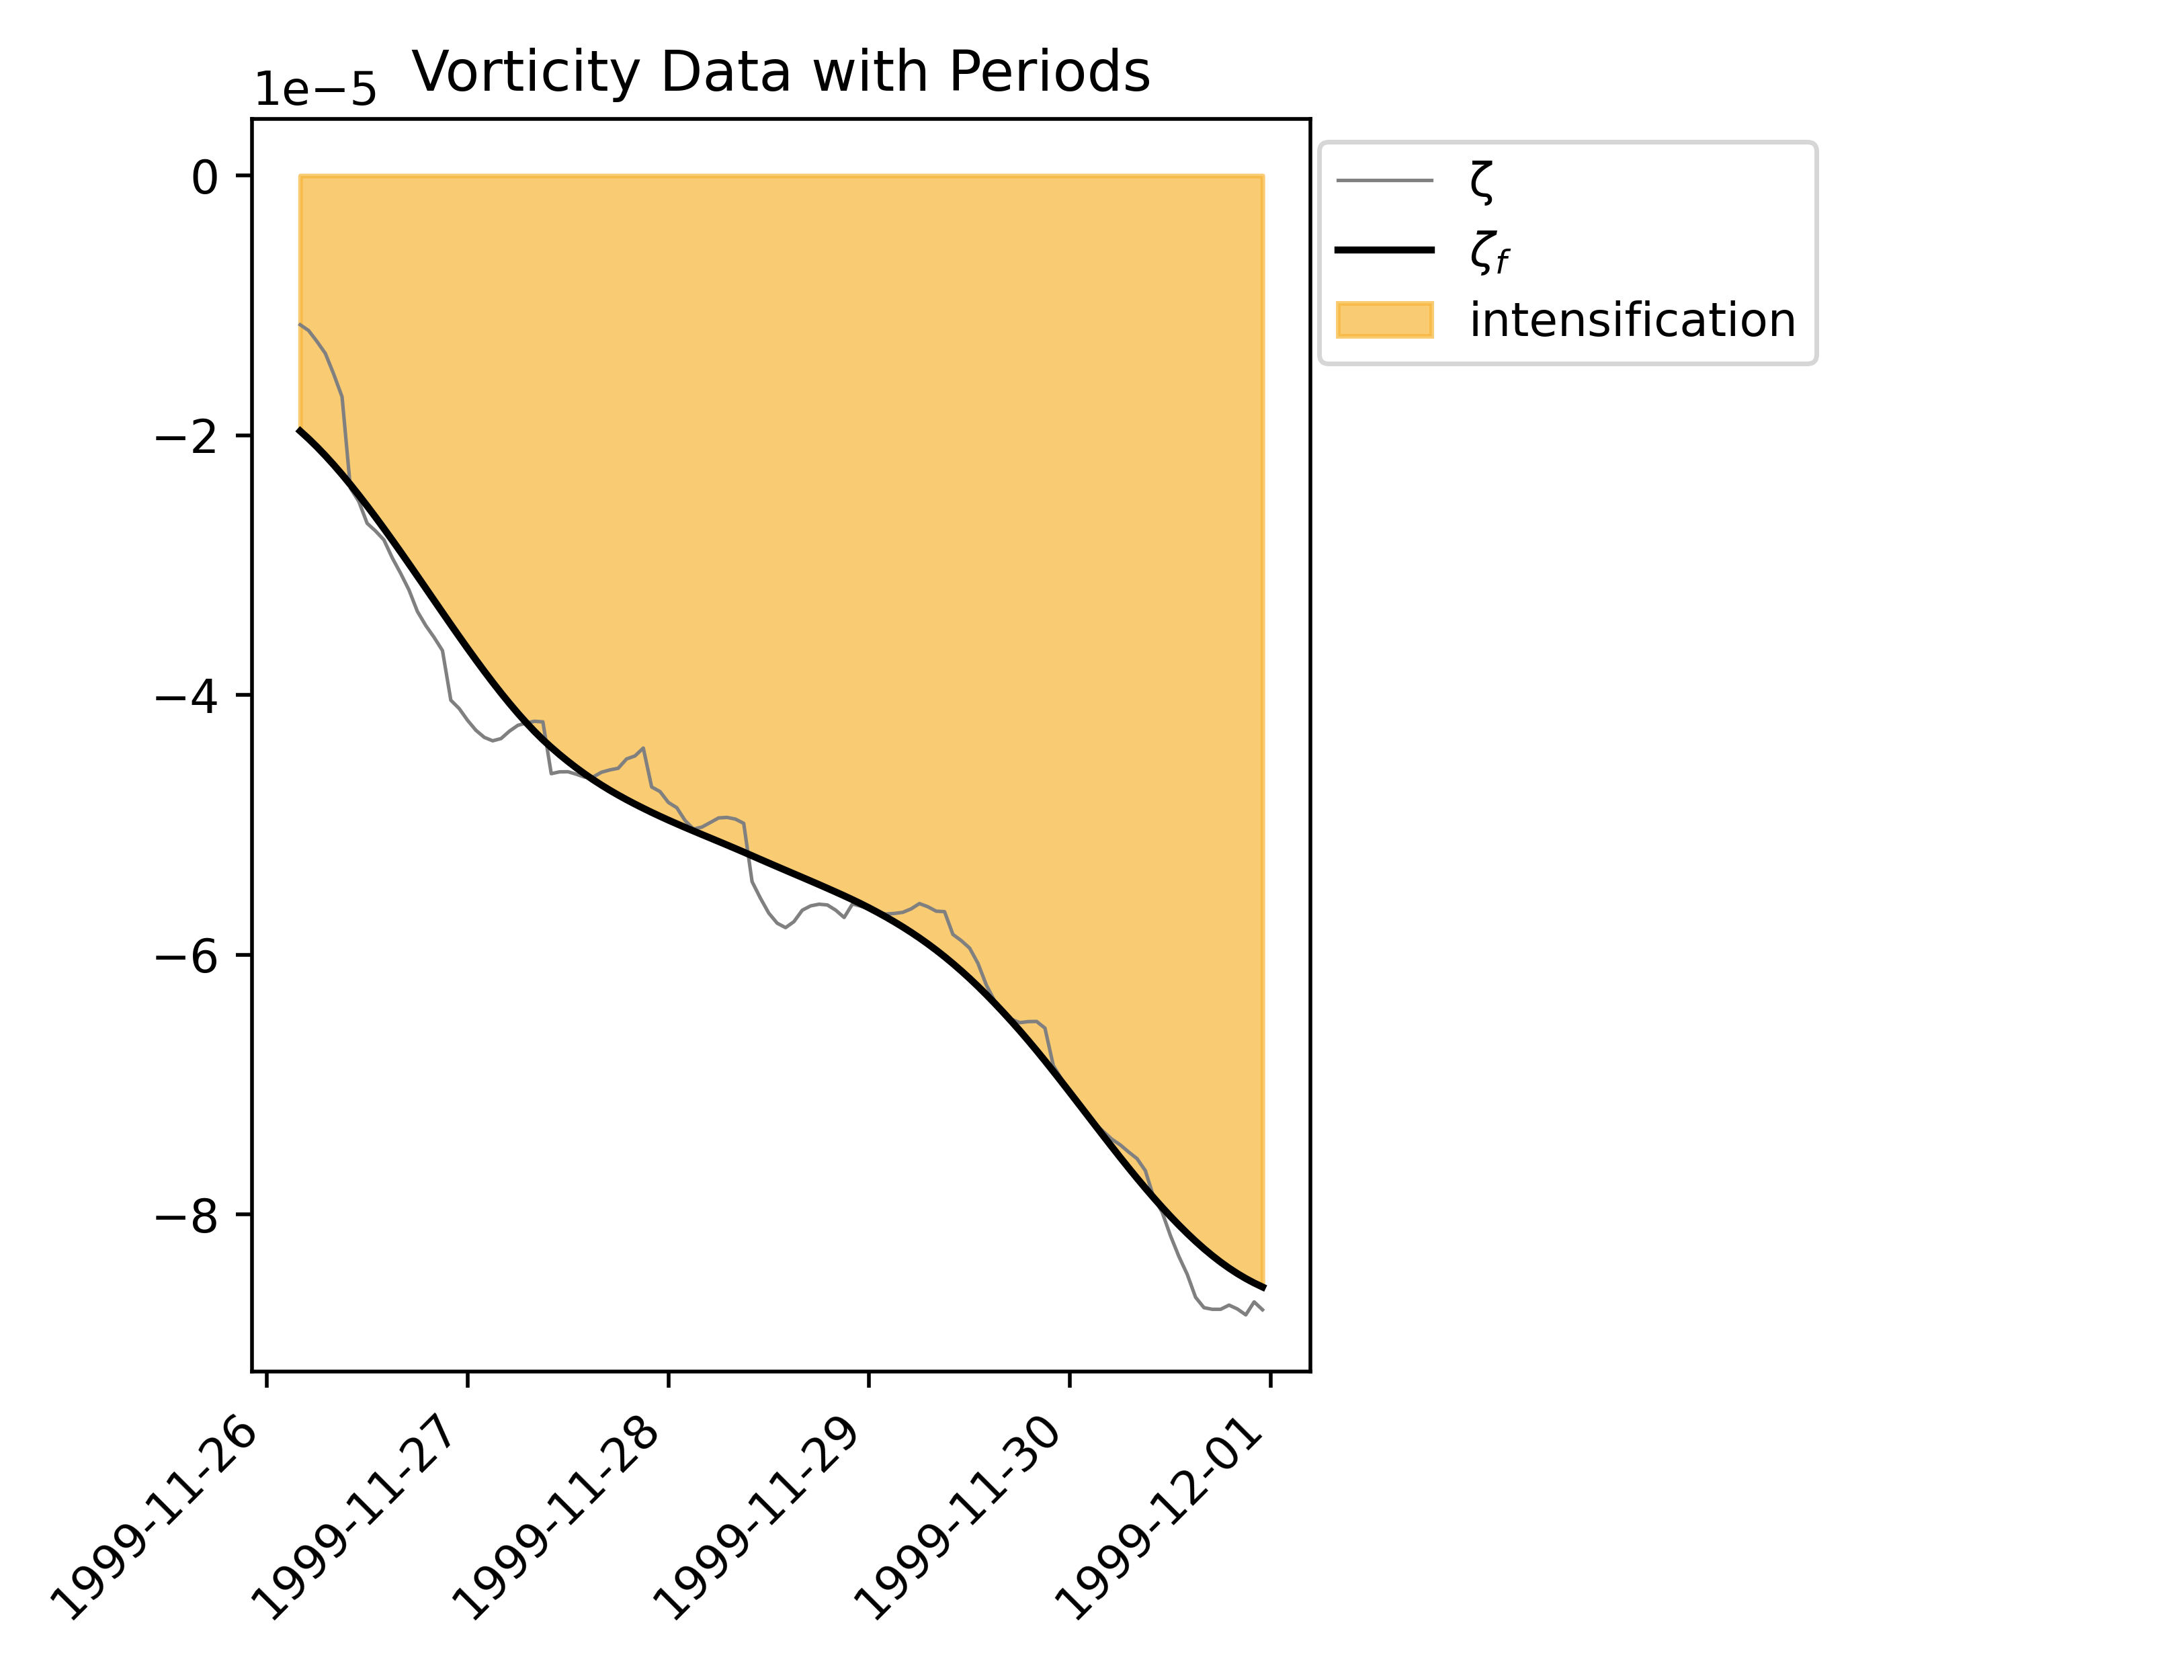 Vorticity Data with Periods
1e−5
0
−2
−4
−6
−8
1999-11-26
1999-11-27
1999-11-28
1999-11-29
1999-11-30
1999-12-01
ζ
ζf
intensification